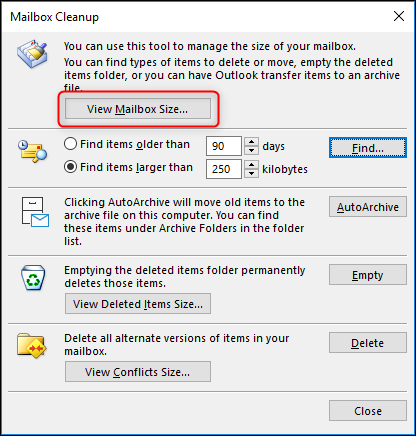 Mailbox Cleanup
You can use this tool to manage the size of your mailbox.
You can find types of items to delete or move, empty the deleted
items folder, or you can have Outlook transfer items to an archive
file.
View Mailbox Size...
Find items older than 90 days
Find items larger than 250 kilobytes
Find...
Clicking AutoArchive will move old items to the
archive file on this computer. You can find
these items under Archive Folders in the folder
list.
AutoArchive
Emptying the deleted items folder permanently
deletes those items.
View Deleted Items Size...
Empty
Delete all alternate versions of items in your
mailbox.
View Conflicts Size...
Delete
Close